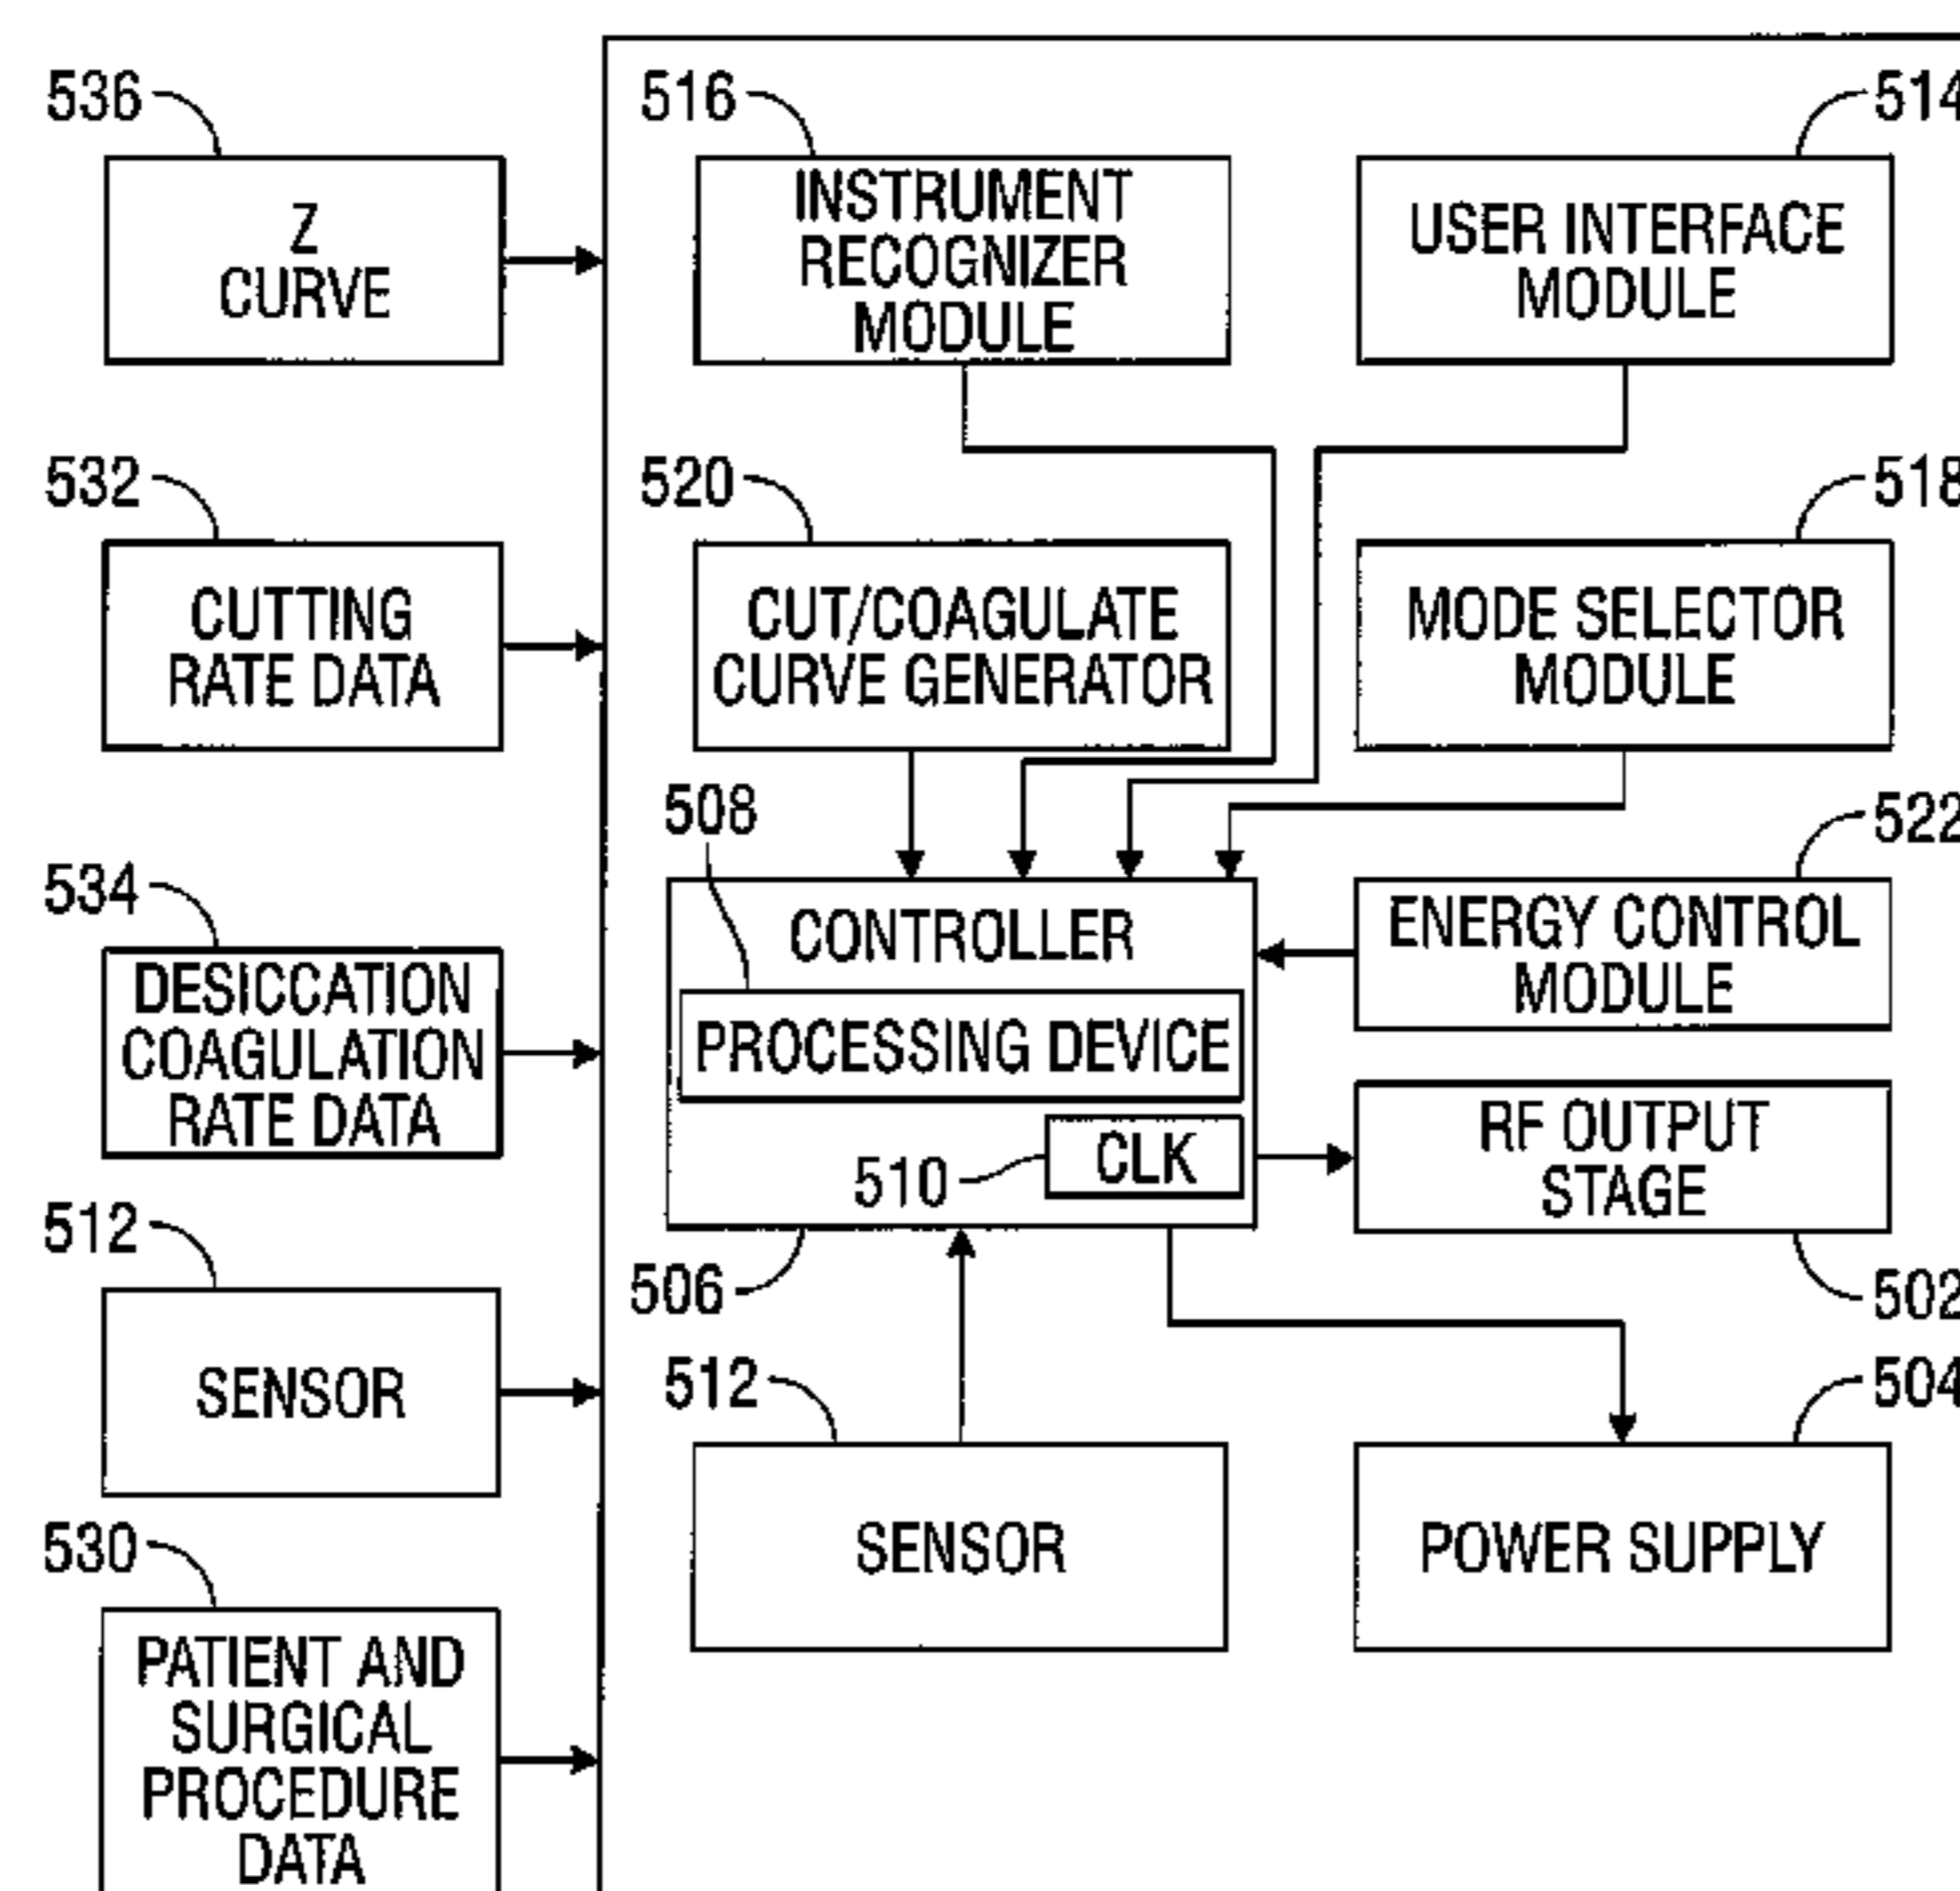 536
Z
CURVE
532
CUTTING
RATE DATA
534
DESICCATION
COAGULATION
RATE DATA
512
SENSOR
530
PATIENT AND
SURGICAL
PROCEDURE
DATA
516
INSTRUMENT
RECOGNIZER
MODULE
514
USER INTERFACE
MODULE
520
CUT/COAGULATE
CURVE GENERATOR
518
MODE SELECTOR
MODULE
508
CONTROLLER
PROCESSING DEVICE
510
CLK
506
522
ENERGY CONTROL
MODULE
RF OUTPUT
STAGE
502
512
SENSOR
504
POWER SUPPLY